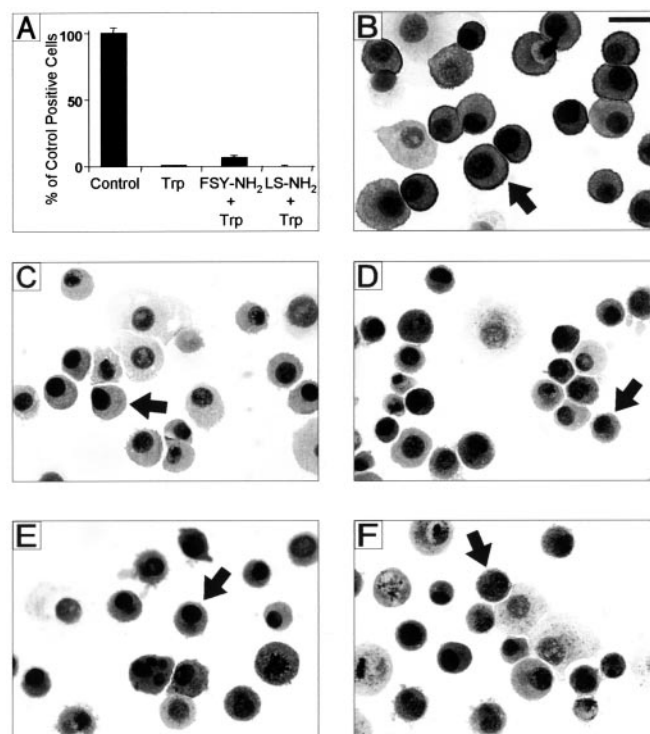 A
% of Cotrol Positive Cells
100
50
0
Control Trp FSY-NH₂ LS-NH₂
+ +
Trp Trp
B
C
D
E
F